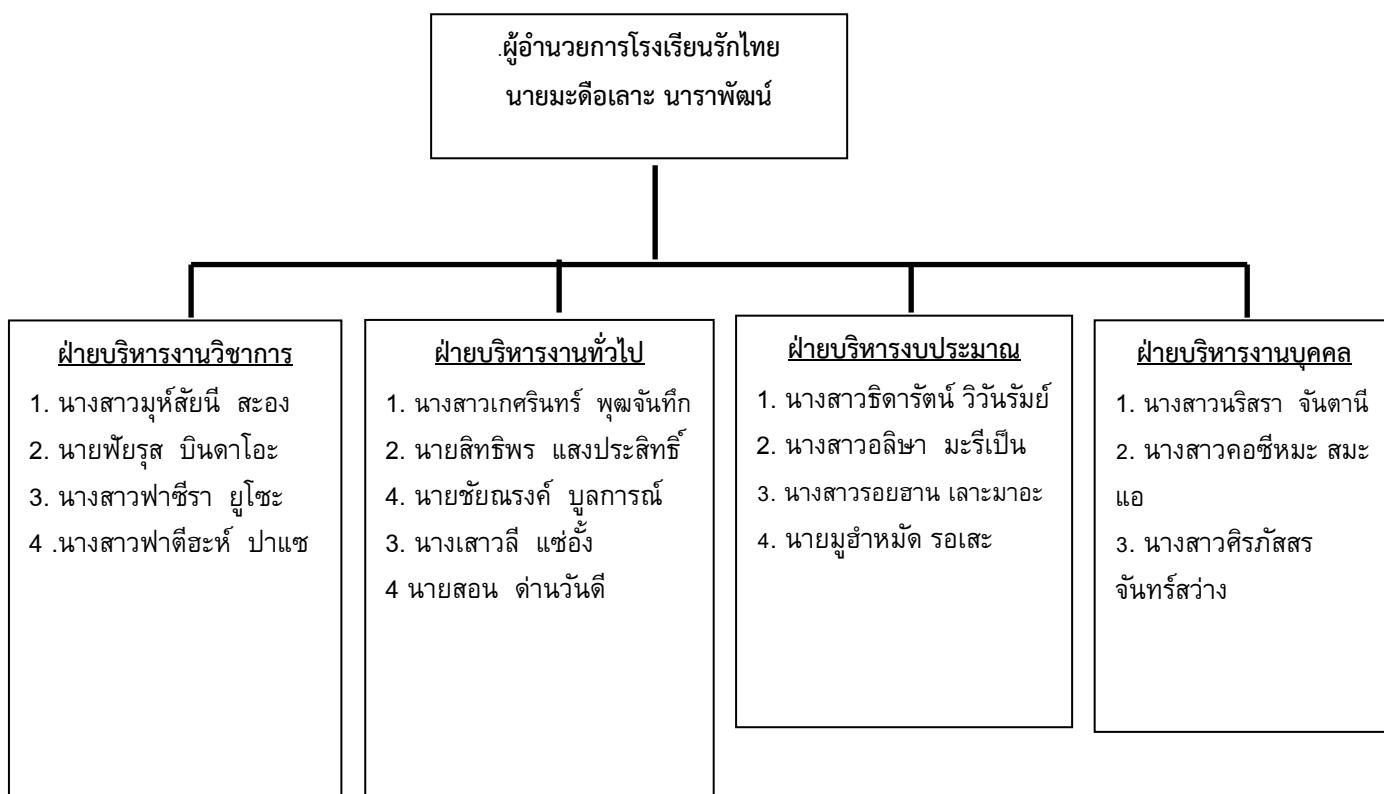 .ผู้อำนวยการโรงเรียนรักไทย
นายมะดือเลาะ นาราพัฒน์
ฝ่ายบริหารงานวิชาการ
1. นางสาวมุห์สัยนี สะอง
2. นายฟัยรุส บินดาโอะ
3. นางสาวฟาซีรา ยูโซะ
4 .นางสาวฟาตีฮะห์ ปาแซ
ฝ่ายบริหารงานทั่วไป
1. นางสาวเกศรินทร์ พุฒจันทึก
2. นายสิทธิพร แสงประสิทธิ์
4. นายชัยณรงค์ บูลการณ์
3. นางเสาวลี แซ่อั้ง
4 นายสอน ด่านวันดี
ฝ่ายบริหารงบประมาณ
1. นางสาวธิดารัตน์ วิวันรัมย์
2. นางสาวอลิษา มะรีเป็น
3. นางสาวรอยฮาน เลาะมาอะ
4. นายมูฮำหมัด รอเสะ
ฝ่ายบริหารงานบุคคล
1. นางสาวนริสรา จันตานี
2. นางสาวคอซีหมะ สมะ
แอ
3. นางสาวศิรภัสสร
จันทร์สว่าง